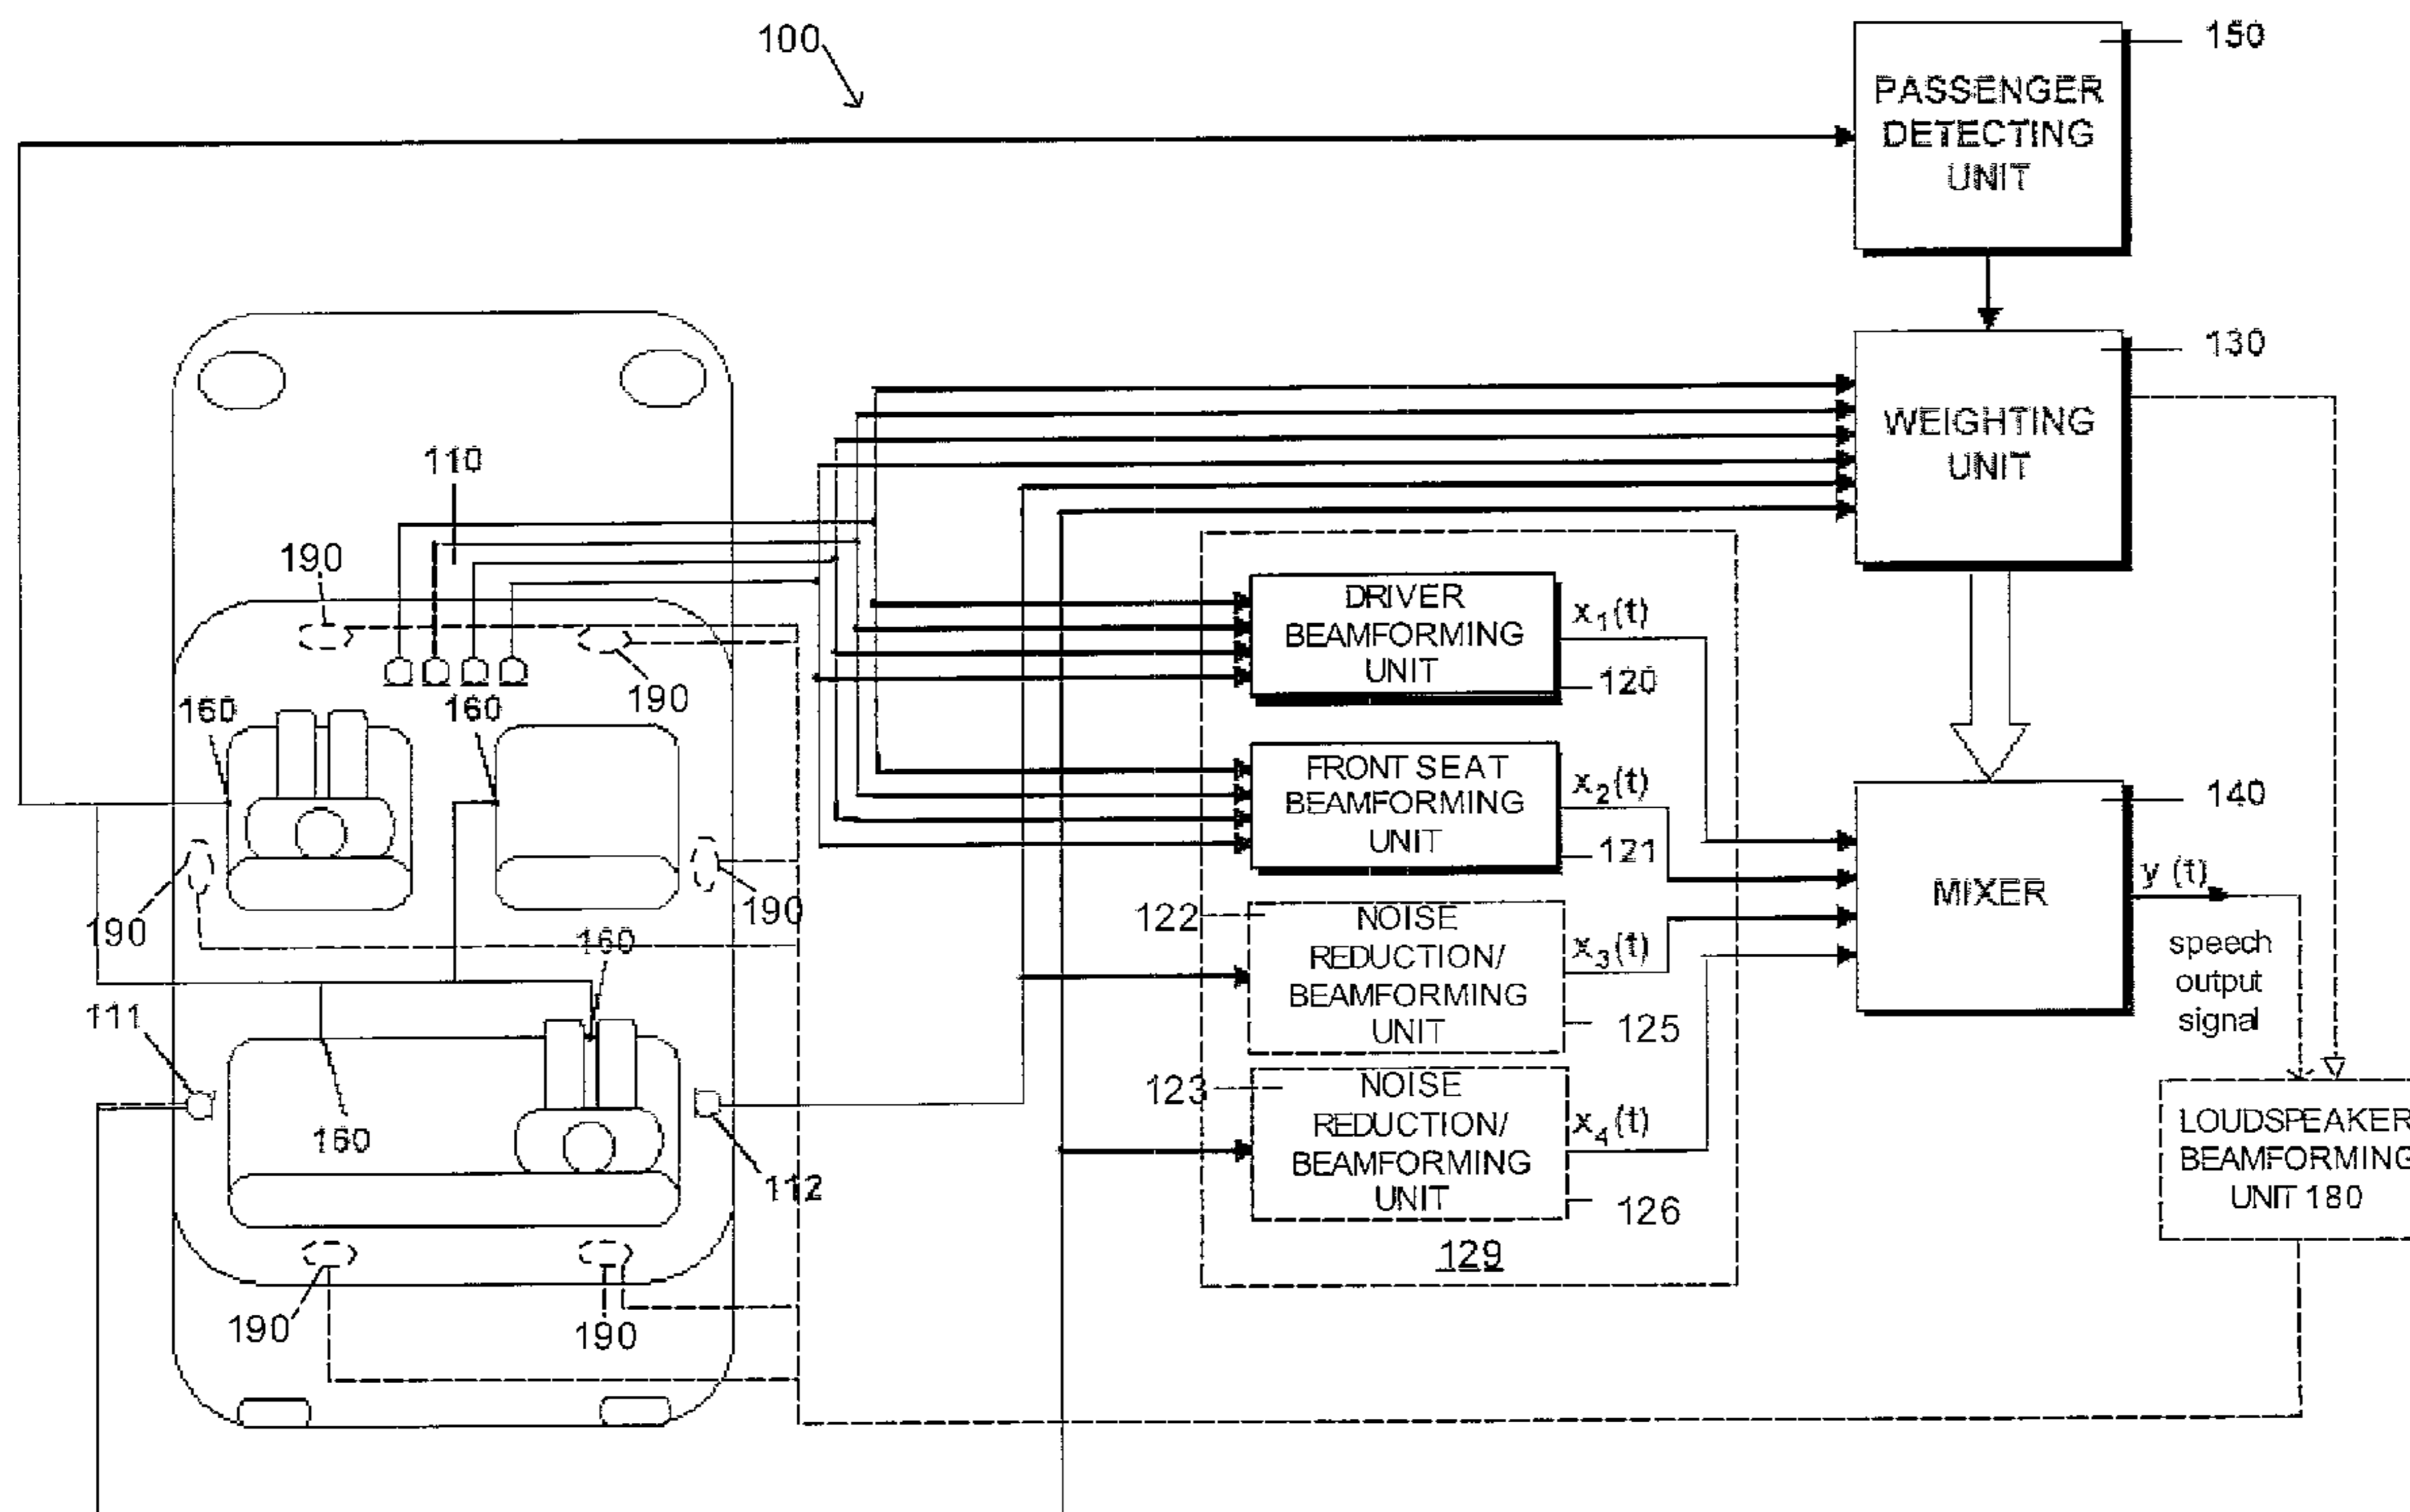 100
150
PASSENGER
DETECTING
UNIT
130
WEIGHTING
UNIT
110
190
190
160
160
DRIVER
BEAMFORMING
UNIT
x1(t)
120
FRONT SEAT
BEAMFORMING
UNIT
x2(t)
121
140
MIXER
y (t)
speech
output
signal
190
190
160
122
NOISE
REDUCTION/
BEAMFORMING
UNIT
x3(t)
125
111
160
112
123
NOISE
REDUCTION/
BEAMFORMING
UNIT
x4(t)
126
129
LOUDSPEAKER
BEAMFORMING
UNIT 180
190
190